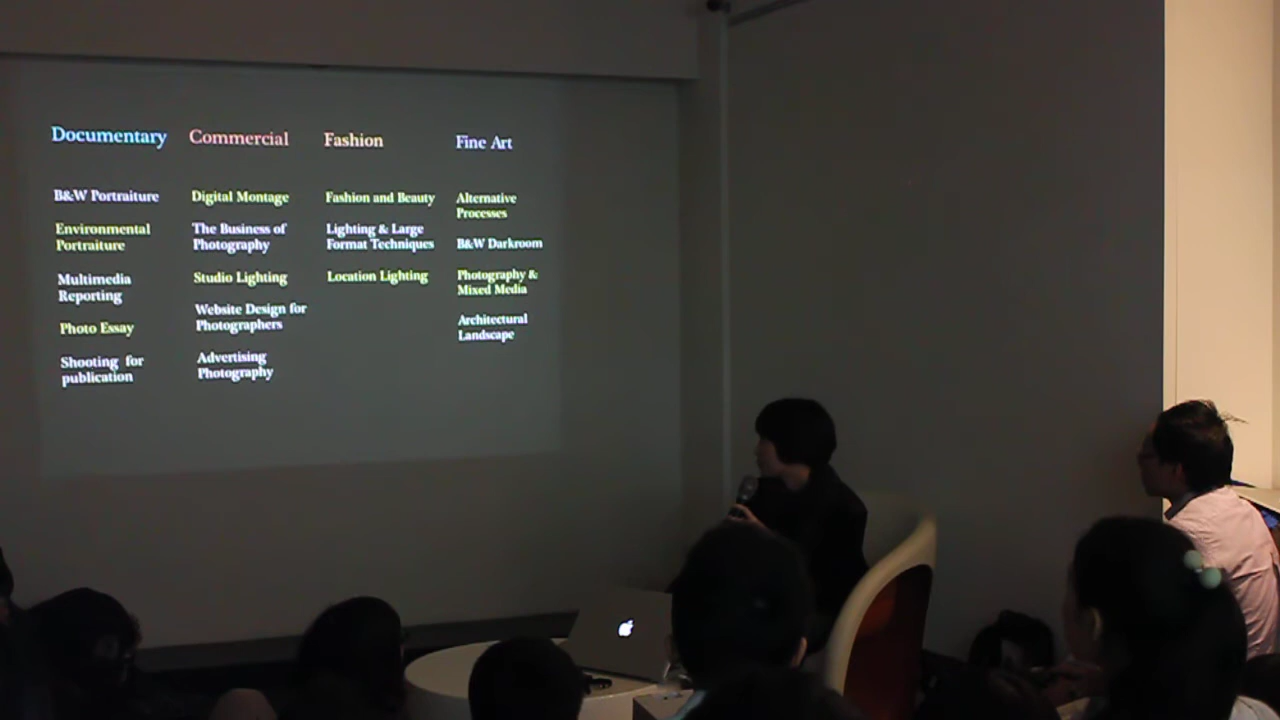 Documentary
B&W Portraiture
Environmental
Portraiture
Multimedia
Reporting
Photo Essay
Shooting for
publication
Commercial
Digital Montage
The Business of
Photography
Studio Lighting
Website Design for
Photographers
Advertising
Photography
Fashion
Fashion and Beauty
Lighting & Large
Format Techniques
Location Lighting
Fine Art
Alternative
Processes
B&W Darkroom
Photography &
Mixed Media
Architectural
Landscape